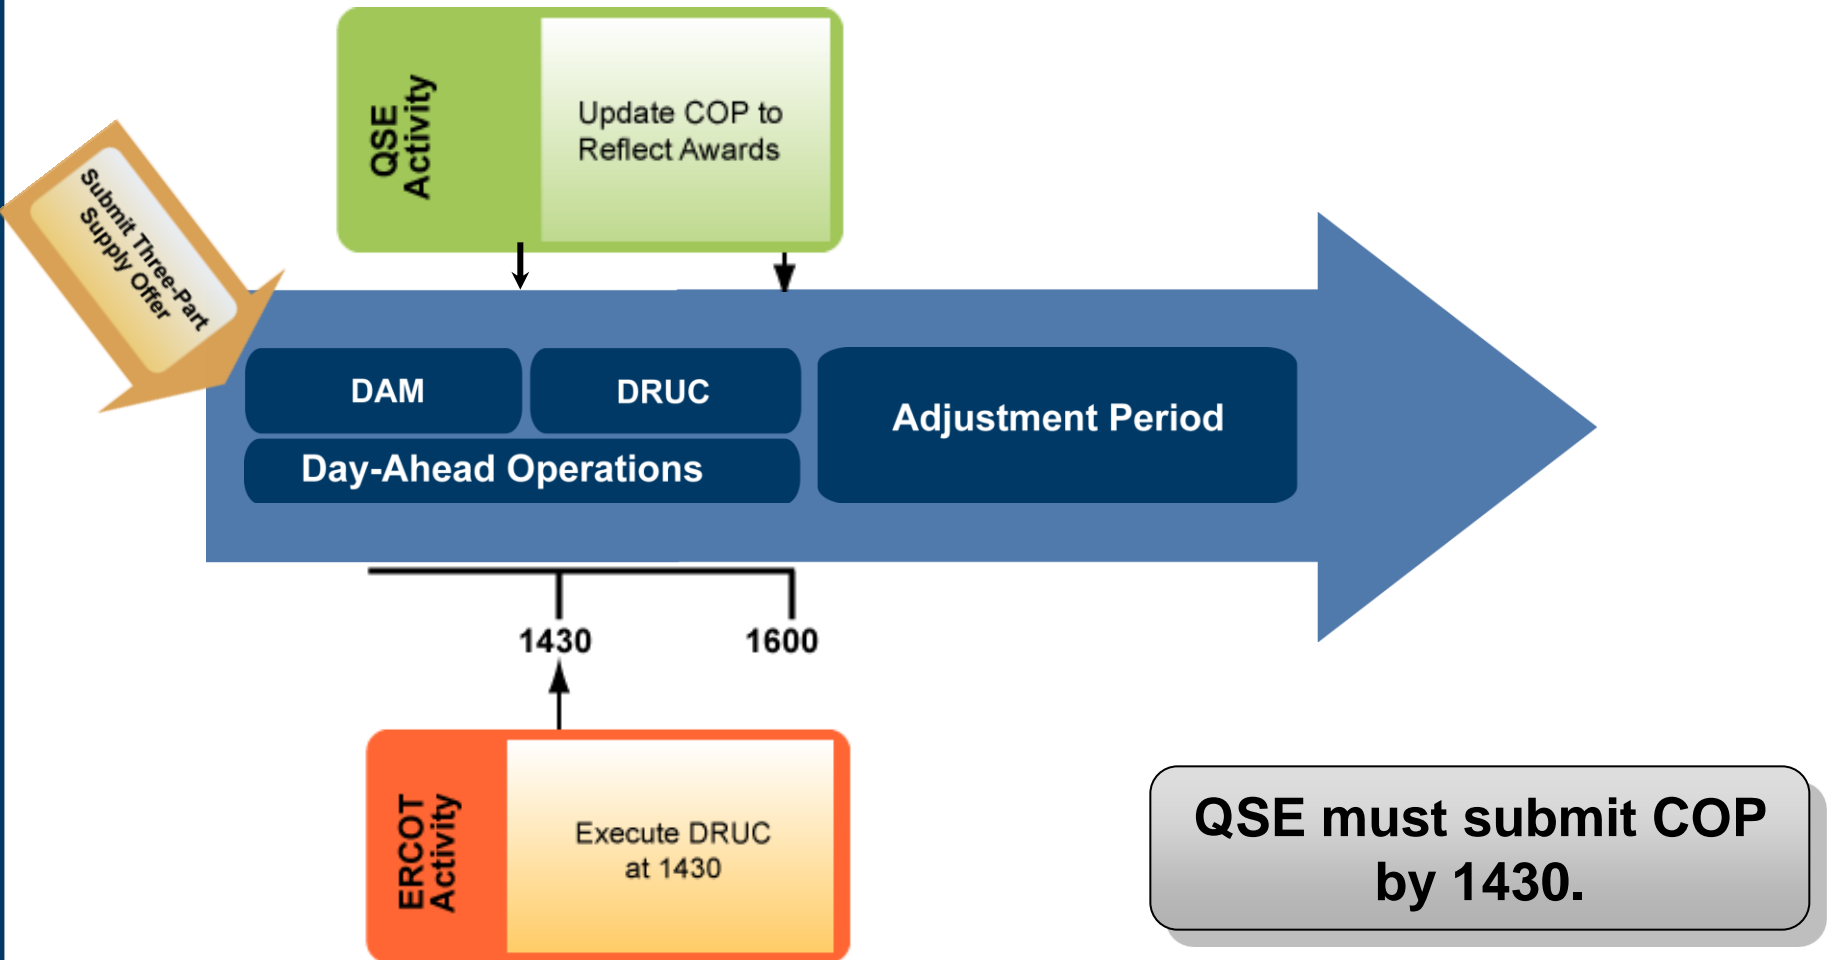 QSE
Activity
Update COP to
Reflect Awards
Submit Three-Part
Supply Offer
DAM
DRUC
Day-Ahead Operations
Adjustment Period
1430
1600
ERCOT
Activity
Execute DRUC
at 1430
QSE must submit COP
by 1430.